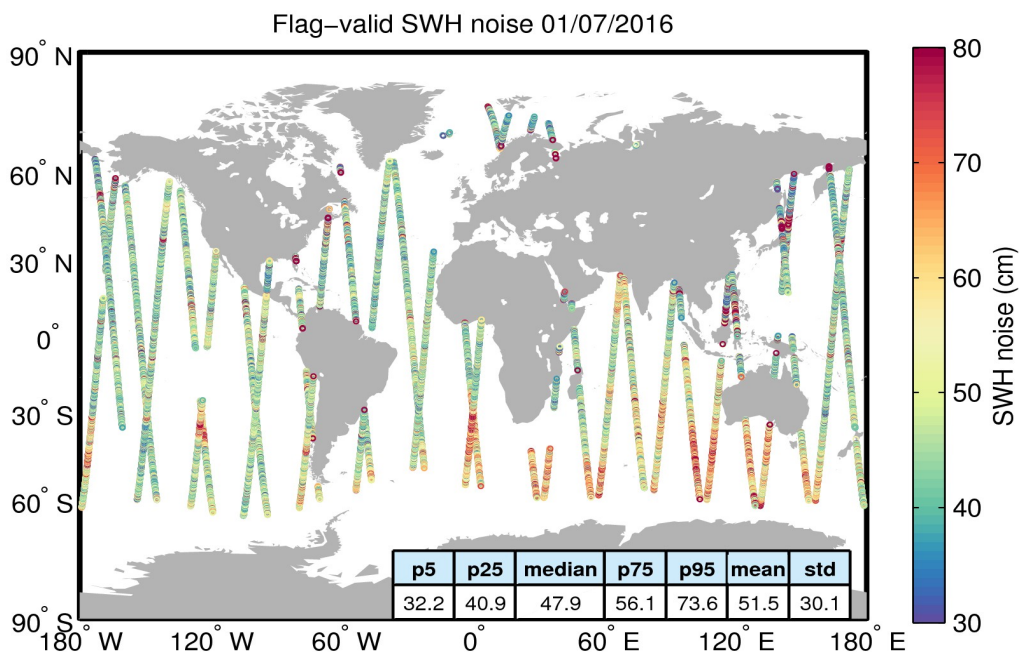 Flag−valid SWH noise 01/07/2016
90° N
60° N
30° N
0°
30° S
60° S
90° S
180° W 120° W 60° W 0° 60° E 120° E 180° E
p5 p25 median p75 p95 mean std
32.2 40.9 47.9 56.1 73.6 51.5 30.1
80
70
60
50
40
30
SWH noise (cm)